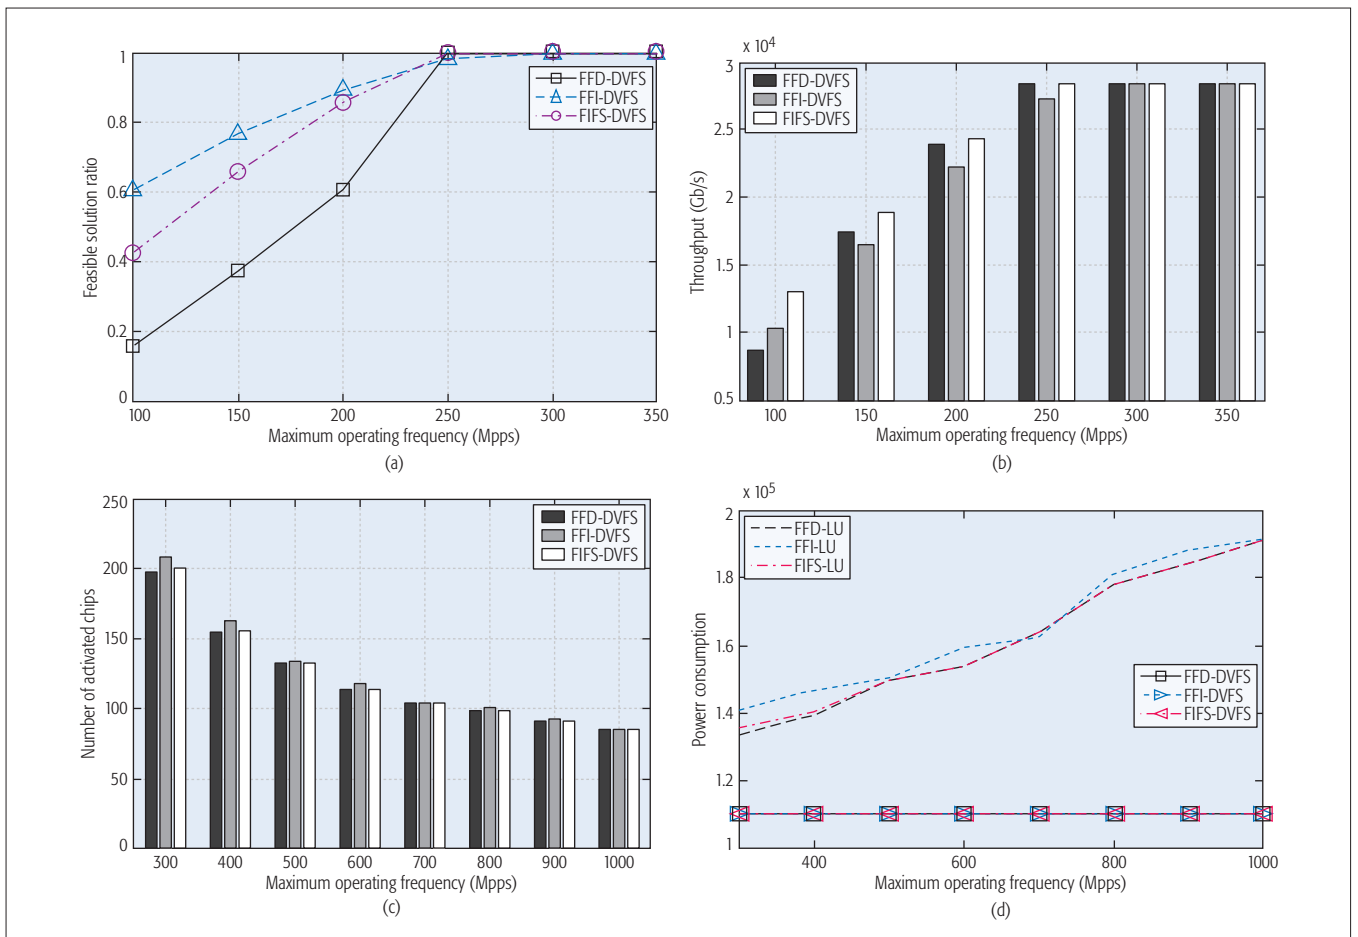 1
0.8
0.6
0.4
0.2
0
100 150 200 250 300 350
Feasible solution ratio
Maximum operating frequency (Mpps)
FFD-DVFS
FFI-DVFS
FIFS-DVFS
(a)
x 10⁴
3
2.5
2
1.5
1
0.5
100 150 200 250 300 350
Throughput (Gb/s)
Maximum operating frequency (Mpps)
FFD-DVFS
FFI-DVFS
FIFS-DVFS
(b)
250
200
150
100
50
0
300 400 500 600 700 800 900 1000
Number of activated chips
Maximum operating frequency (Mpps)
FFD-DVFS
FFI-DVFS
FIFS-DVFS
(c)
x 10⁵
2
1.8
1.6
1.4
1.2
1
400 600 800 1000
Powerr consumption
Maximum operating frequency (Mpps)
FFD-LU
FFI-LU
FIFS-LU
FFD-DVFS
FFI-DVFS
FIFS-DVFS
(d)